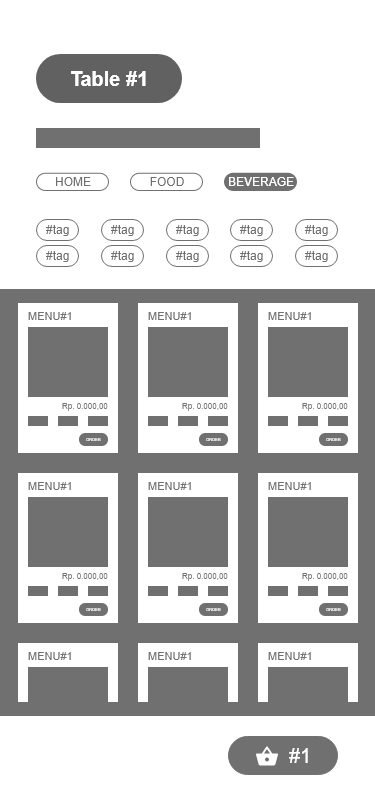 Table #1
HOME FOOD BEVERAGE
#tag #tag #tag #tag #tag
#tag #tag #tag #tag #tag
MENU#1 MENU#1 MENU#1
Rp. 0.000,00 Rp. 0.000,00 Rp. 0.000,00
ORDER ORDER ORDER
MENU#1 MENU#1 MENU#1
Rp. 0.000,00 Rp. 0.000,00 Rp. 0.000,00
ORDER ORDER ORDER
MENU#1 MENU#1 MENU#1
#1